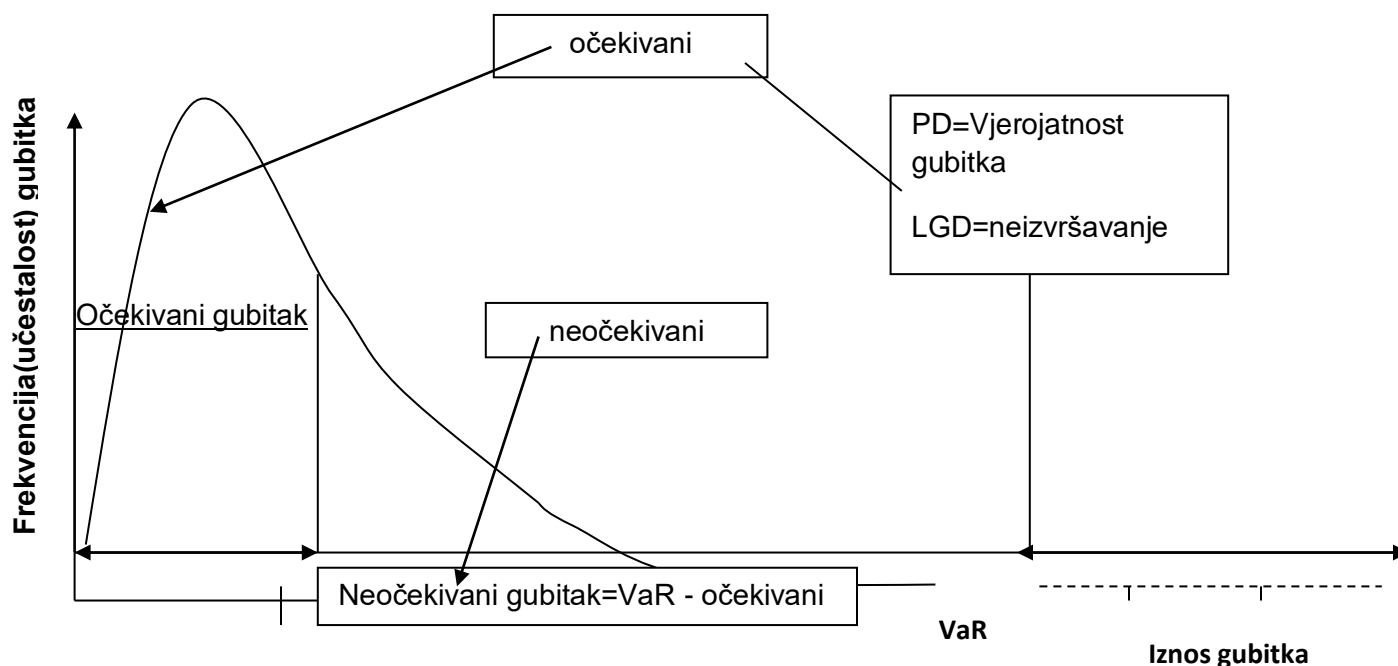 očekivani
PD=Vjerojatnost
gubitka
LGD=neizvršavanje
Frekvencija(učestalost) gubitka
Očekivani gubitak
neočekivani
Neočekivani gubitak=VaR - očekivani
VaR
Iznos gubitka